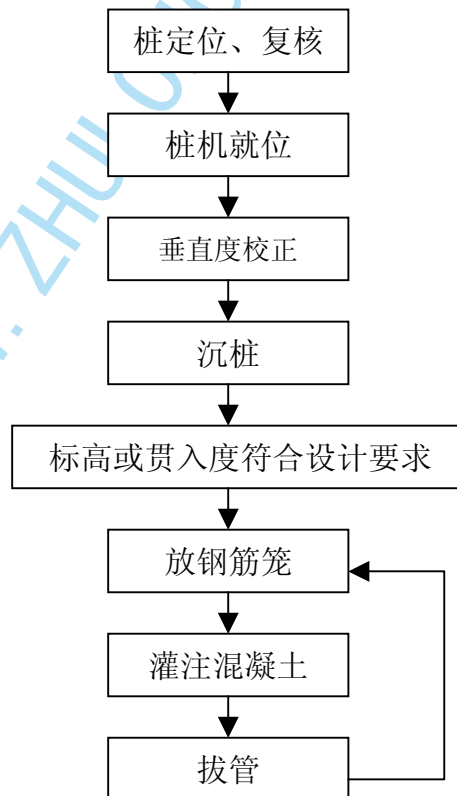 桩定位、复核
桩机就位
垂直度校正
沉桩
标高或贯入度符合设计要求
放钢筋笼
灌注混凝土
拔管